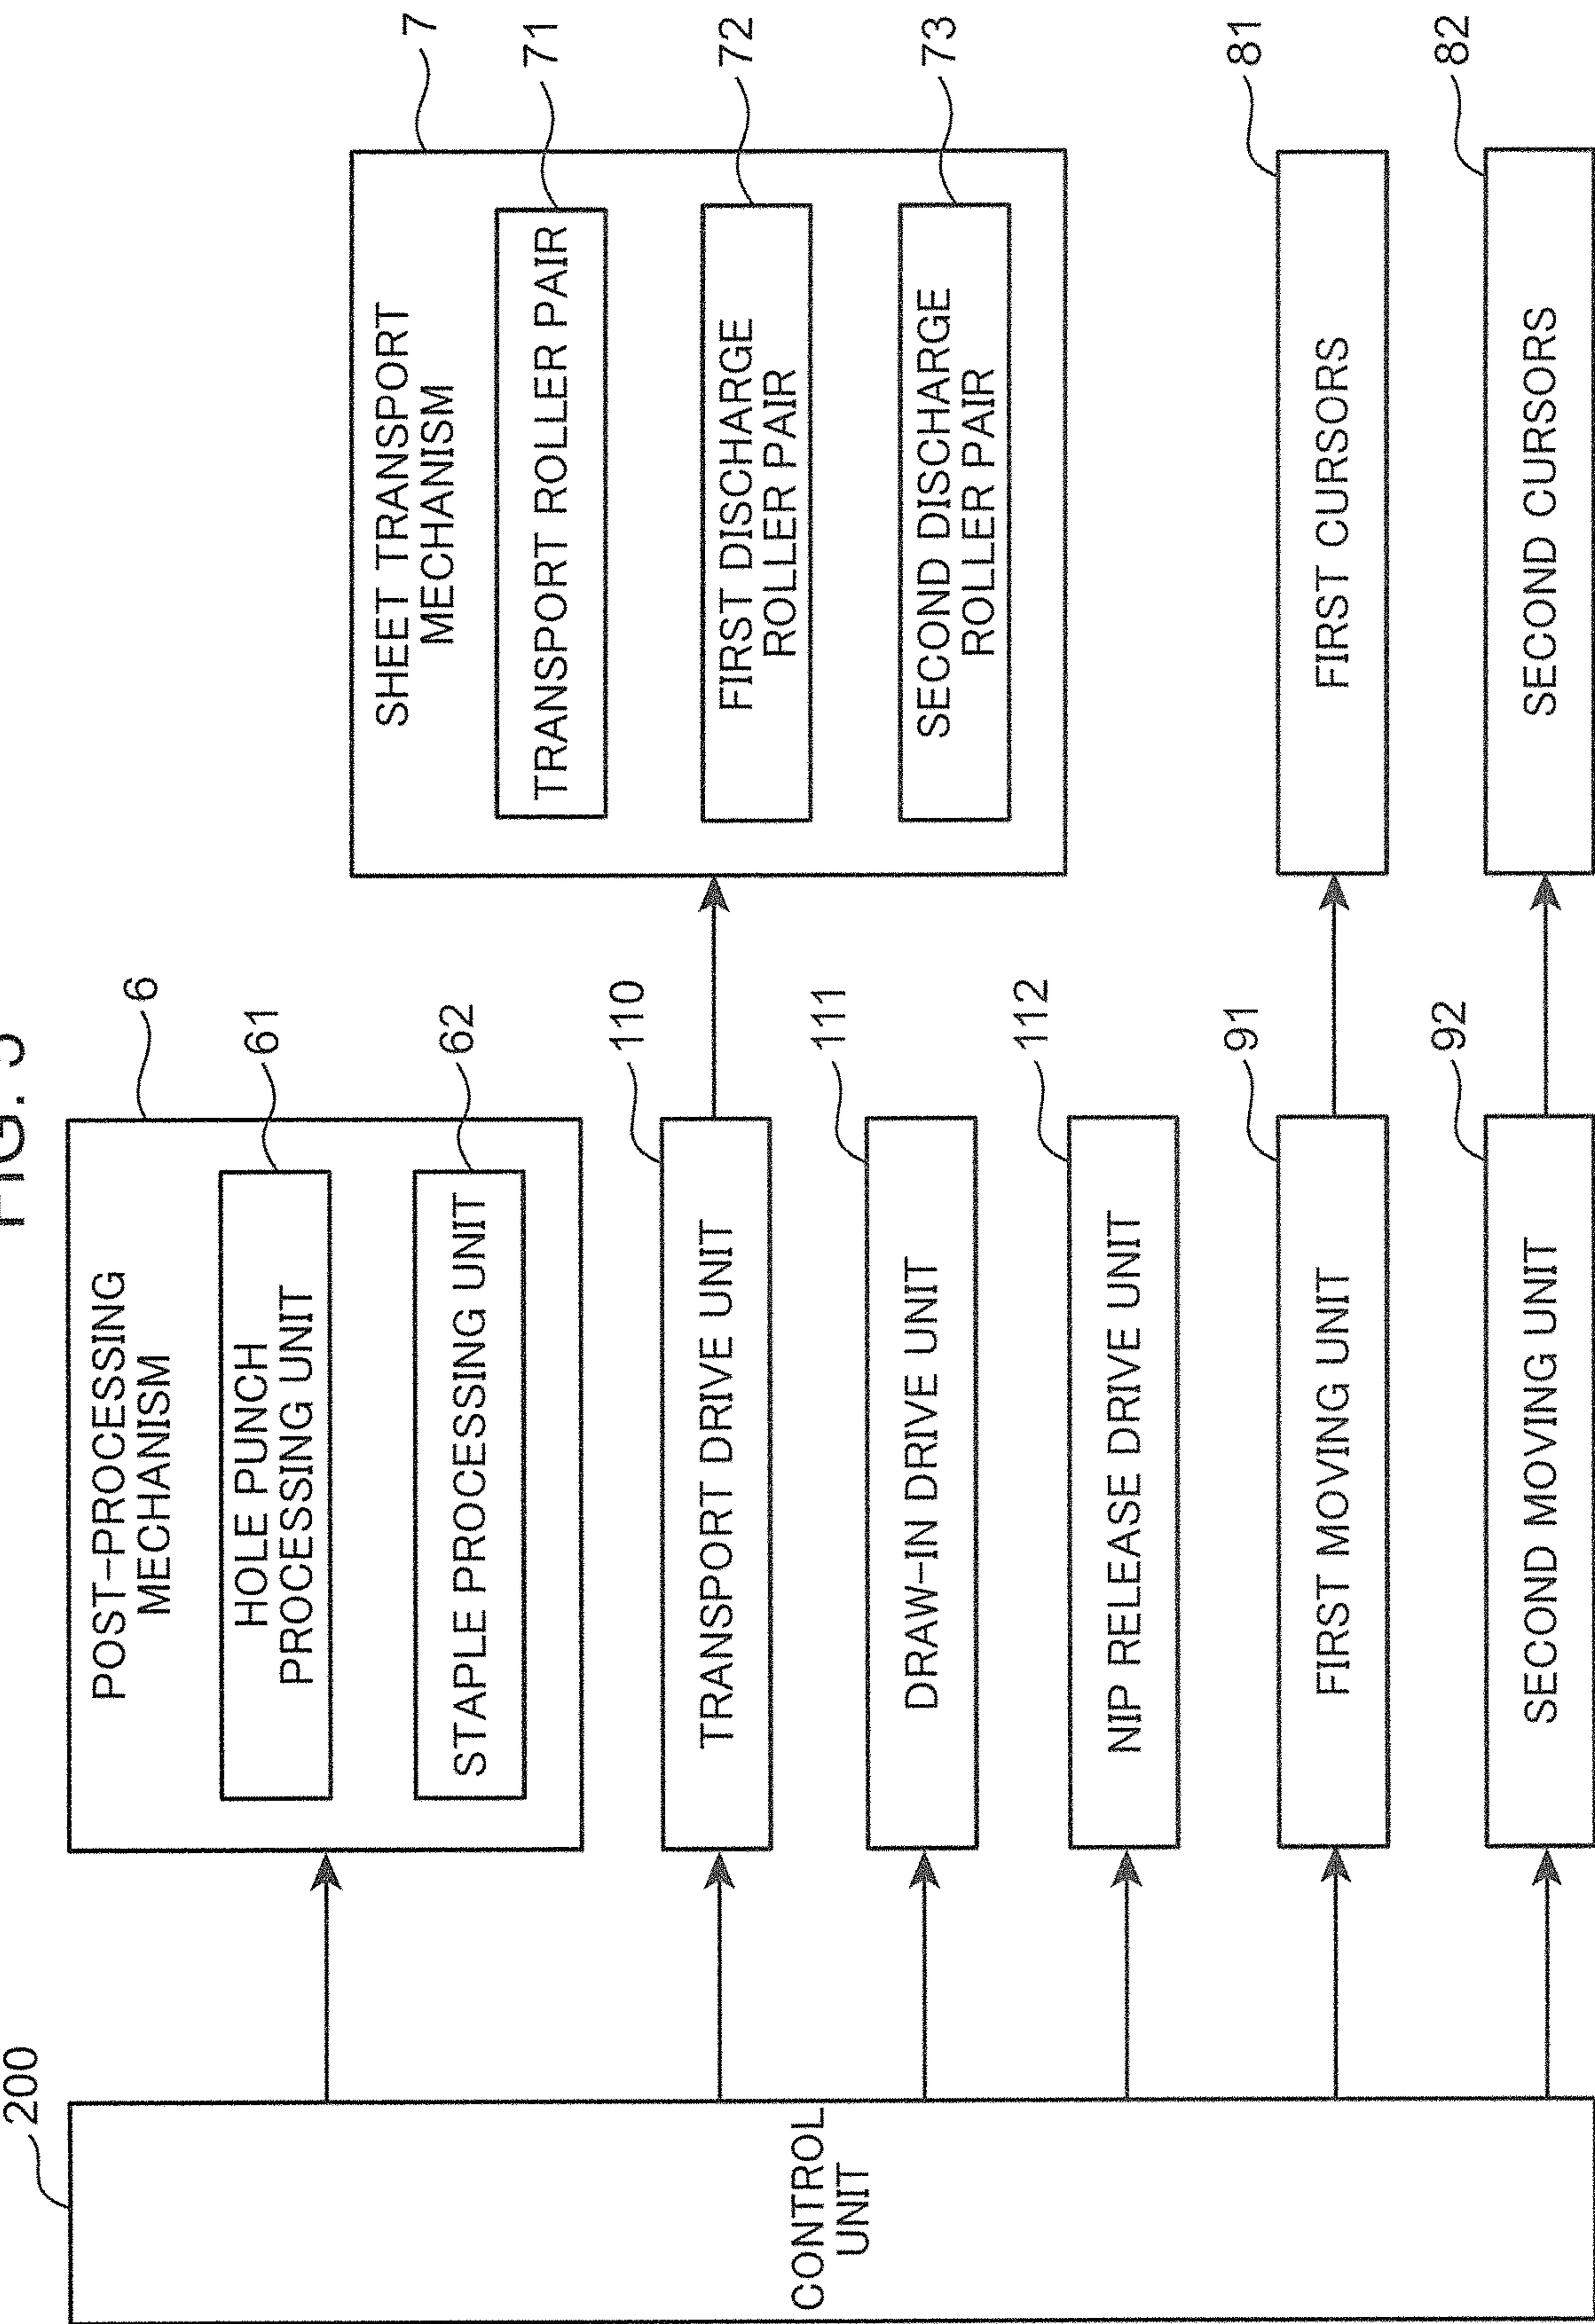 FIG.
200
CONTROL
UNIT
6
POST-PROCESSING
MECHANISM
61
HOLE PUNCH
PROCESSING UNIT
62
STAPLE PROCESSING UNIT
110
TRANSPORT DRIVE UNIT
111
DRAW-IN DRIVE UNIT
112
NIP RELEASE DRIVE UNIT
91
FIRST MOVING UNIT
92
SECOND MOVING UNIT
7
SHEET TRANSPORT
MECHANISM
71
TRANSPORT ROLLER PAIR
72
FIRST DISCHARGE
ROLLER PAIR
73
SECOND DISCHARGE
ROLLER PAIR
81
FIRST CURSORS
82
SECOND CURSORS